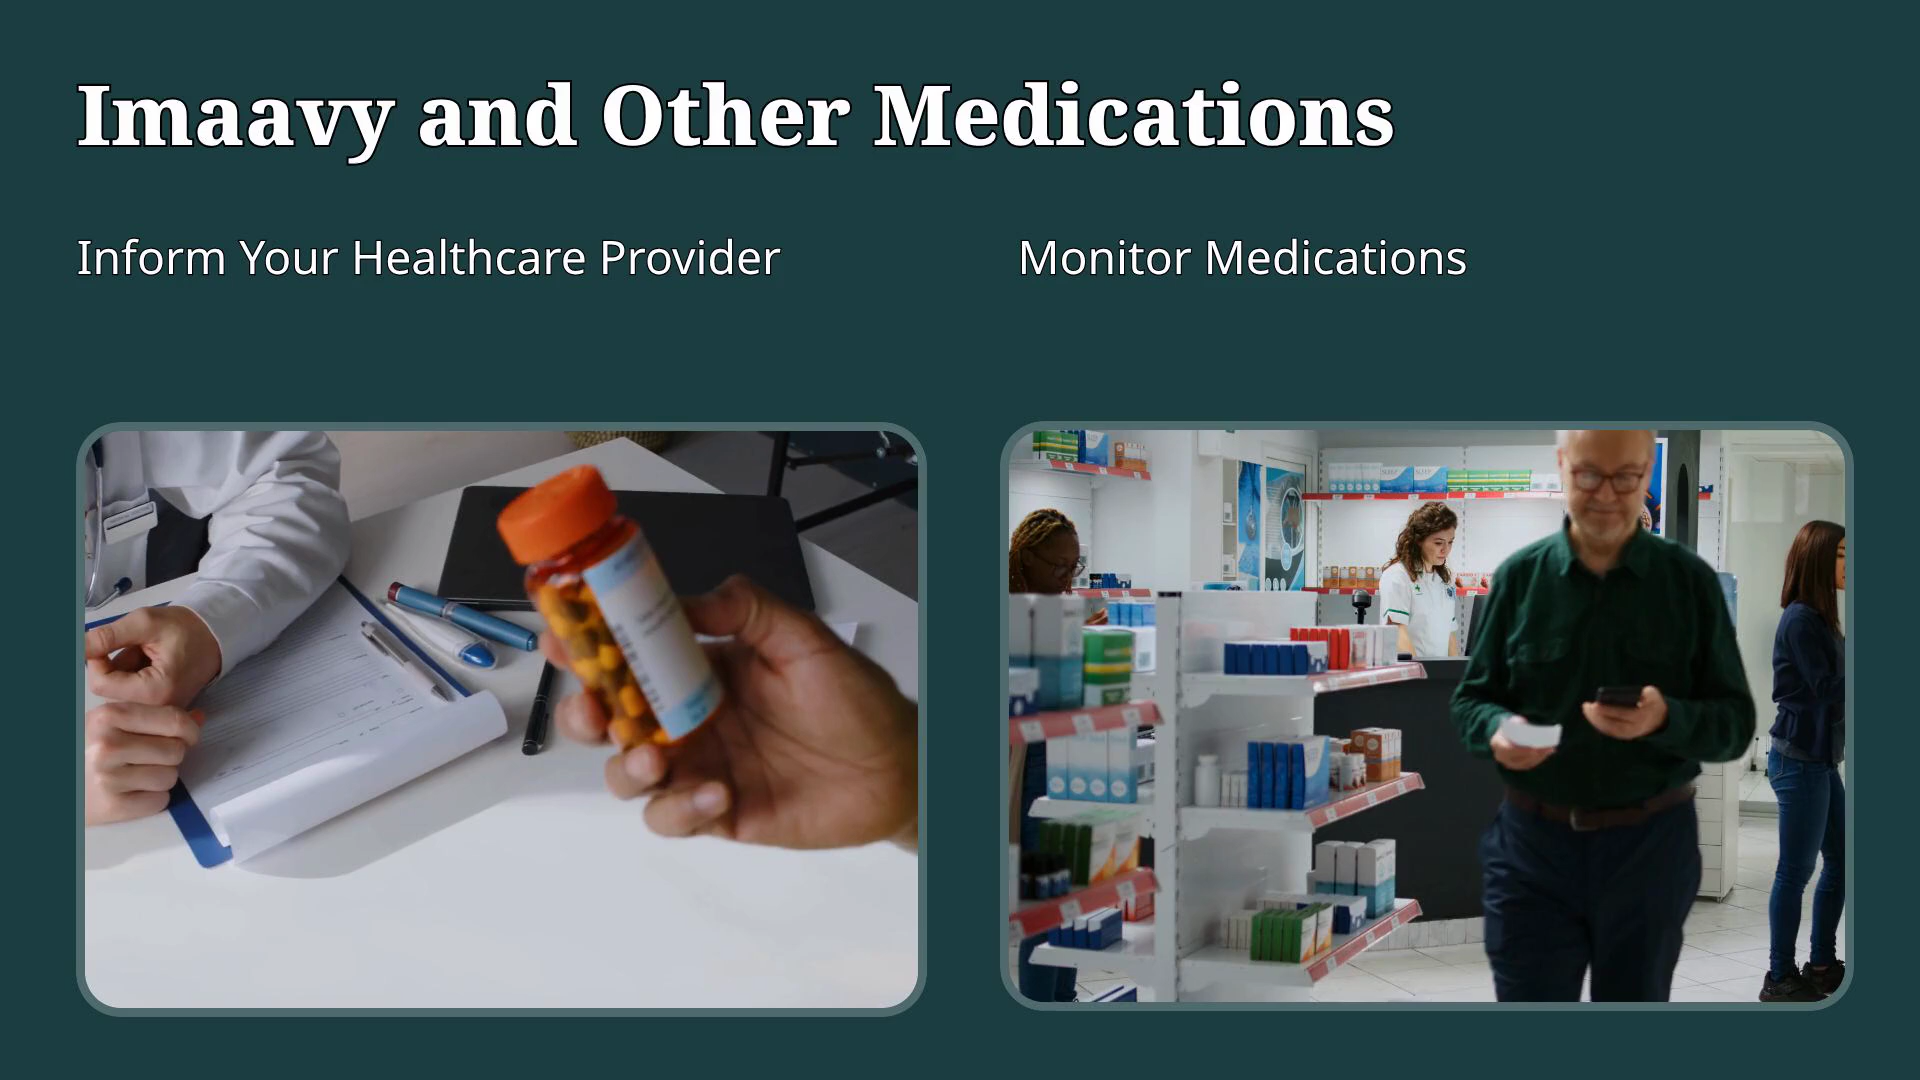 Imaavy and Other Medications
Inform Your Healthcare Provider
Monitor Medications